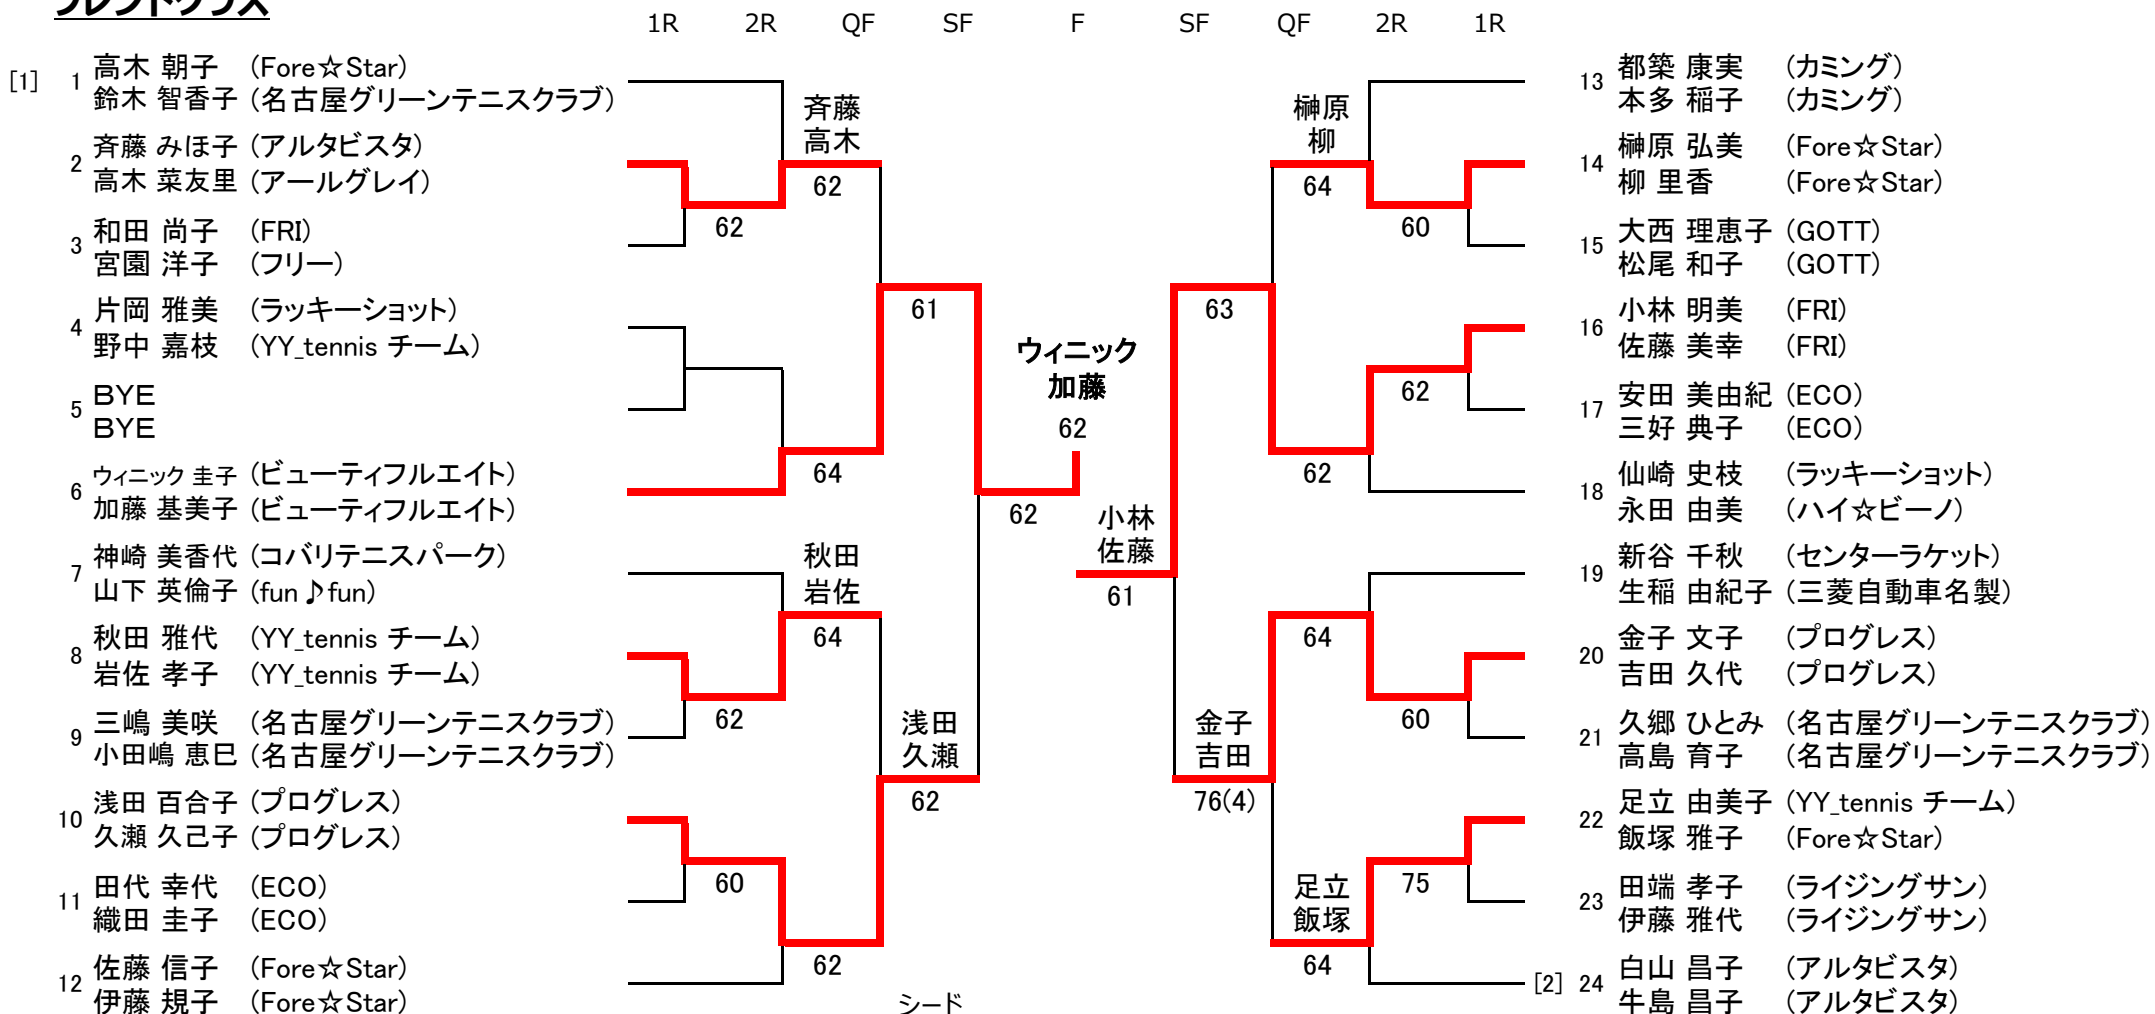 フレンドクラス
1R 2R QF SF F SF QF 2R 1R
[1] 1 高木 朝子 (Fore☆Star)
鈴木 智香子 (名古屋グリーンテニスクラブ)
2 斉藤 みほ子 (アルタビスタ)
高木 菜友里 (アールグレイ)
3 和田 尚子 (FRI)
宮園 洋子 (フリー)
4 片岡 雅美 (ラッキーショット)
野中 嘉枝 (YY_tennis チーム)
5 BYE
BYE
6 ウィニック 圭子 (ビューティフルエイト)
加藤 基美子 (ビューティフルエイト)
7 神崎 美香代 (コバリテニスパーク)
山下 英倫子 (fun♪fun)
8 秋田 雅代 (YY_tennis チーム)
岩佐 孝子 (YY_tennis チーム)
9 三嶋 美咲 (名古屋グリーンテニスクラブ)
小田嶋 恵巳 (名古屋グリーンテニスクラブ)
10 浅田 百合子 (プログレス)
久瀬 久己子 (プログレス)
11 田代 幸代 (ECO)
織田 圭子 (ECO)
12 佐藤 信子 (Fore☆Star)
伊藤 規子 (Fore☆Star)
62
62
60
斉藤
高木
62
64
秋田
岩佐
64
62
61
浅田
久瀬
62
62
ウィニック
加藤
62
小林
佐藤
61
63
金子
吉田
76(4)
榊原
柳
64
62
64
足立
飯塚
64
60
62
60
75
13 都築 康実 (カミング)
本多 稲子 (カミング)
14 榊原 弘美 (Fore☆Star)
柳 里香 (Fore☆Star)
15 大西 理恵子 (GOTT)
松尾 和子 (GOTT)
16 小林 明美 (FRI)
佐藤 美幸 (FRI)
17 安田 美由紀 (ECO)
三好 典子 (ECO)
18 仙崎 史枝 (ラッキーショット)
永田 由美 (ハイ☆ビーノ)
19 新谷 千秋 (センターラケット)
生稲 由紀子 (三菱自動車名製)
20 金子 文子 (プログレス)
吉田 久代 (プログレス)
21 久郷 ひとみ (名古屋グリーンテニスクラブ)
高島 育子 (名古屋グリーンテニスクラブ)
22 足立 由美子 (YY_tennis チーム)
飯塚 雅子 (Fore☆Star)
23 田端 孝子 (ライジングサン)
伊藤 雅代 (ライジングサン)
[2] 24 白山 昌子 (アルタビスタ)
牛島 昌子 (アルタビスタ)
シード